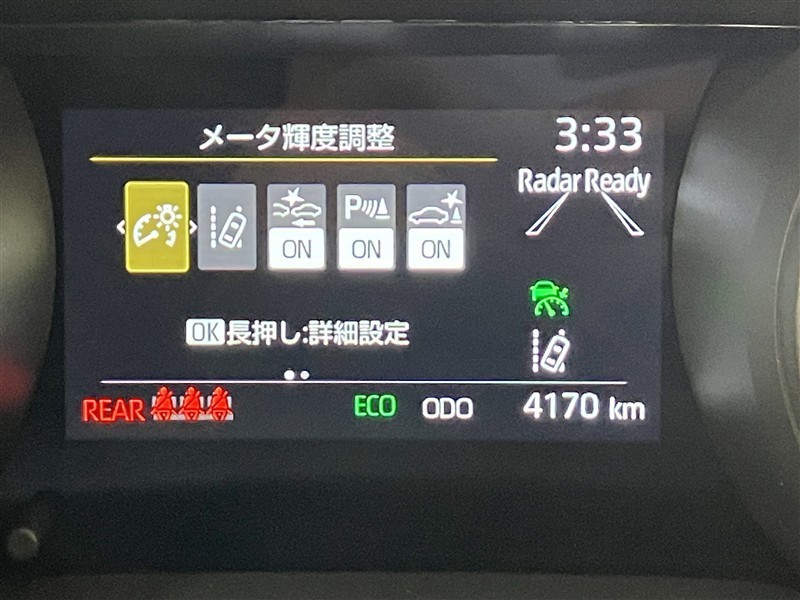 メータ輝度調整
3:33
Radar Ready
P
ON
ON
ON
OK長押し:詳細設定
REAR
ECO
ODO
4170 km